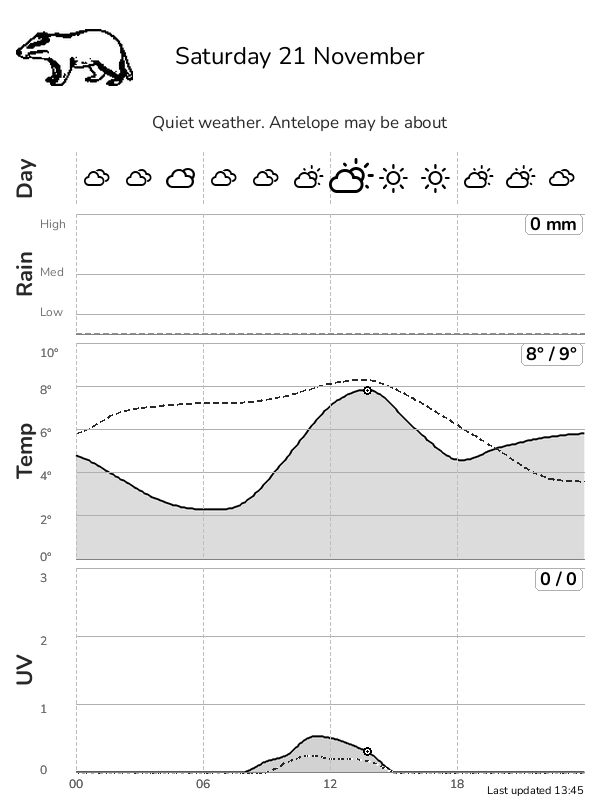 Saturday 21 November
Quiet weather. Antelope may be about
Day
Rain
High
Med
Low
0 mm
Temp
10°
8°
6°
4°
2°
0°
8° / 9°
UV
3
2
1
0
0 / 0
00 06 12 18
Last updated 13:45